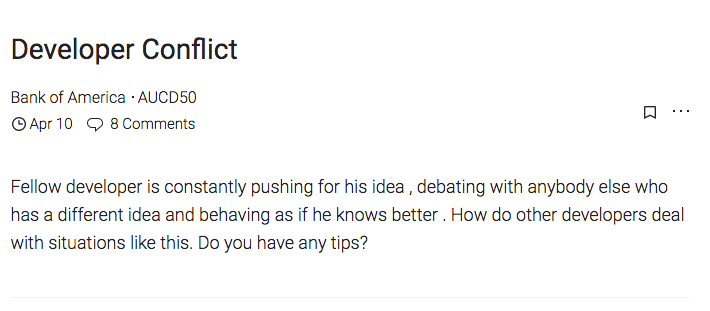 Developer Conflict
Bank of America · AUCD50
Apr 10 8 Comments
Fellow developer is constantly pushing for his idea , debating with anybody else who
has a different idea and behaving as if he knows better . How do other developers deal
with situations like this. Do you have any tips?